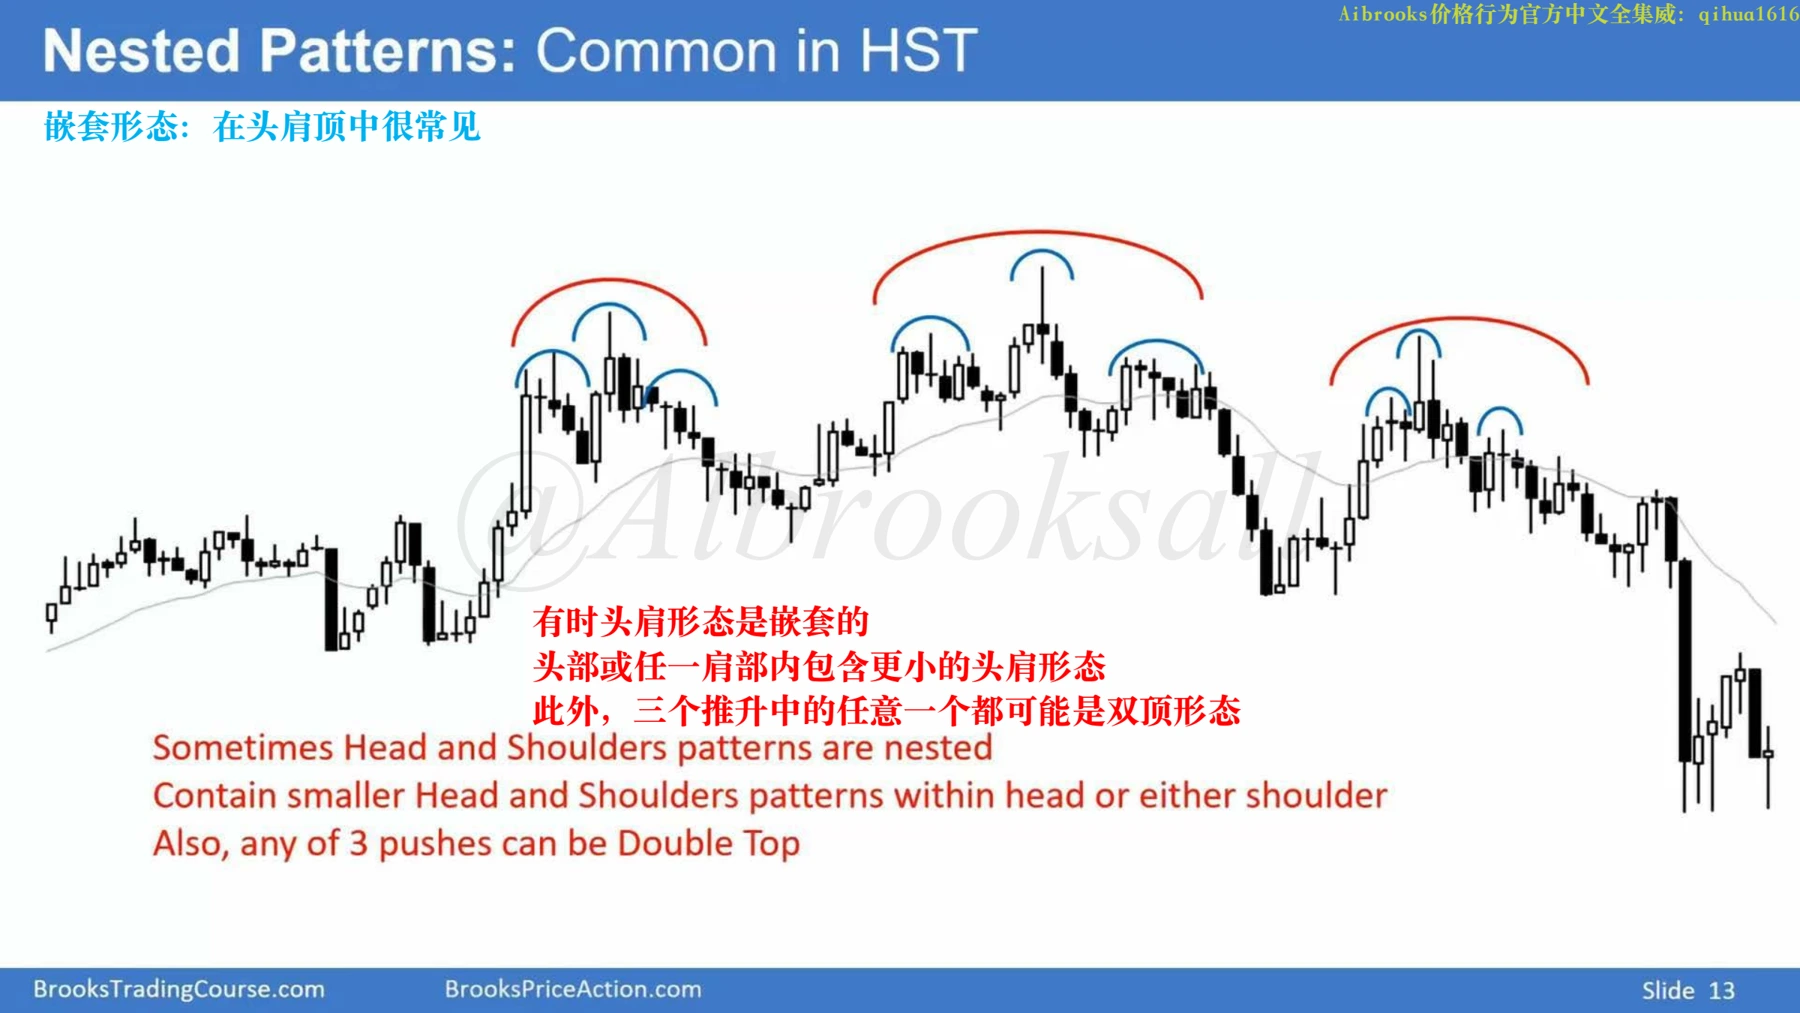 Aibrooks价格行为官方中文全集威：qihua1616
Nested Patterns: Common in HST
嵌套形态：在头肩顶中很常见
@Albrooksall
有时头肩形态是嵌套的
头部或任一肩部内包含更小的头肩形态
此外，三个推升中的任意一个都可能是双顶形态
Sometimes Head and Shoulders patterns are nested
Contain smaller Head and Shoulders patterns within head or either shoulder
Also, any of 3 pushes can be Double Top
BrooksTradingCourse.com
BrooksPriceAction.com
Slide 13